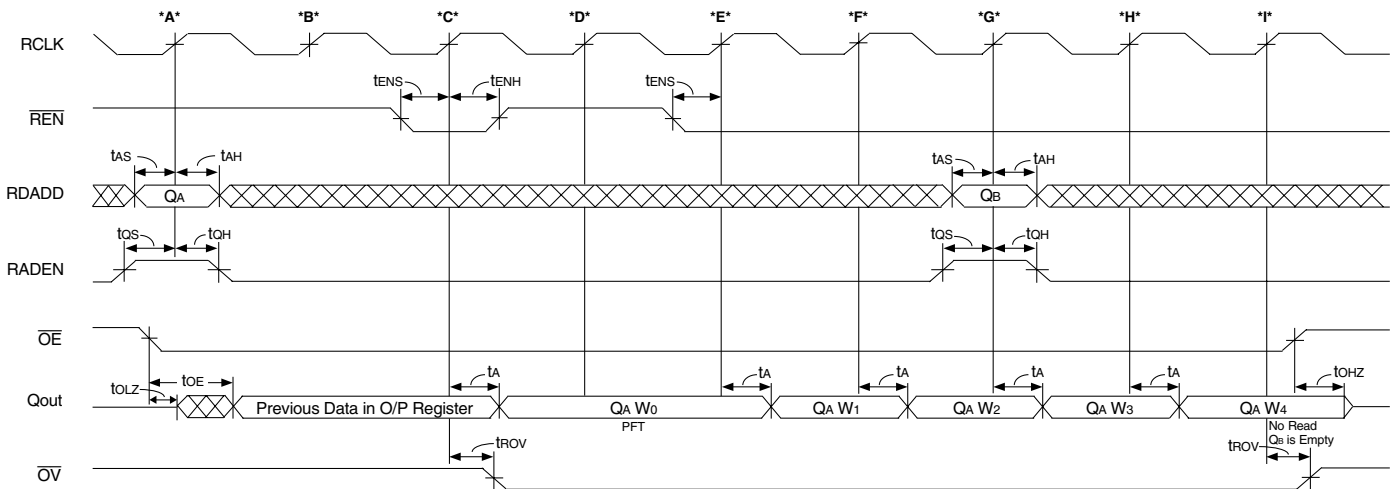 *A* *B* *C* *D* *E* *F* *G* *H* *I*
RCLK
tENS tENH tENS
REN
tAS tAH tAS tAH
RDADD QA QB
tQS tQH tQS tQH
RADEN
OE
tOLZ tOE tA tA tA tA tA tOHZ
Qout Previous Data in O/P Register QA W0 QA W1 QA W2 QA W3 QA W4
PFT No Read
QB is Empty
tROV tROV
OV